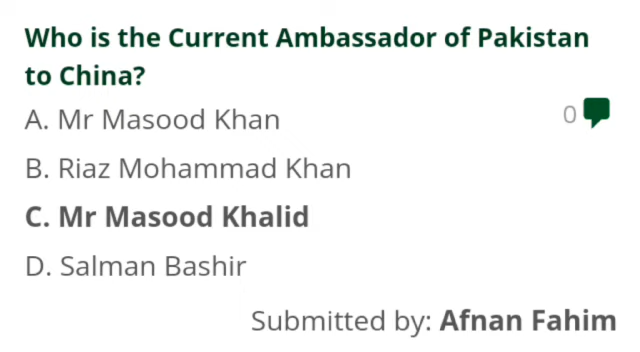 Who is the Current Ambassador of Pakistan
to China?
A. Mr Masood Khan
0
B. Riaz Mohammad Khan
C. Mr Masood Khalid
D. Salman Bashir
Submitted by: Afnan Fahim